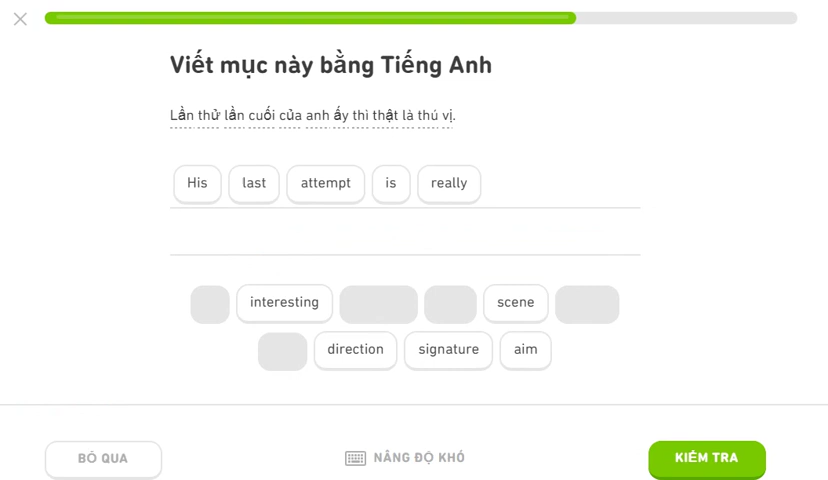 Viết mục này bằng Tiếng Anh
Lần thử lần cuối của anh ấy thì thật là thú vị.
His last attempt is really
interesting scene
direction signature aim
BỎ QUA NÂNG ĐỘ KHÓ KIỂM TRA